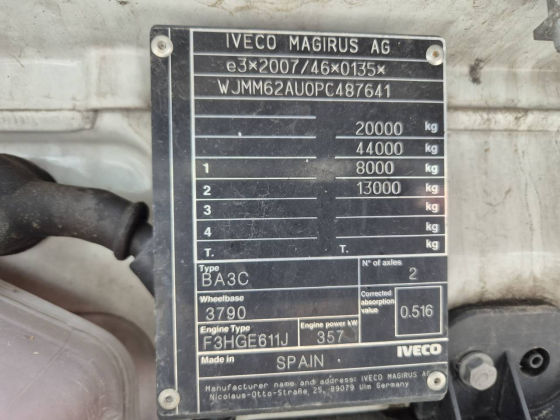 IVECO MAGIRUS AG
e3×2007/46×0135×
WJMM62AU0PC487641
20000 kg
44000 kg
1 8000 kg
2 13000 kg
3 kg
4 kg
T. T. kg
Type
BA3C
N° of axles
2
Wheelbase
3790
Corrected absorption value
0.516
Engine Type
F3HGE611J
Engine power kW
357
Made in SPAIN
IVECO
Manufacturer name and address: IVECO MAGIRUS AG
Nicolaus-Otto-Straße 25, 89079 Ulm Germany